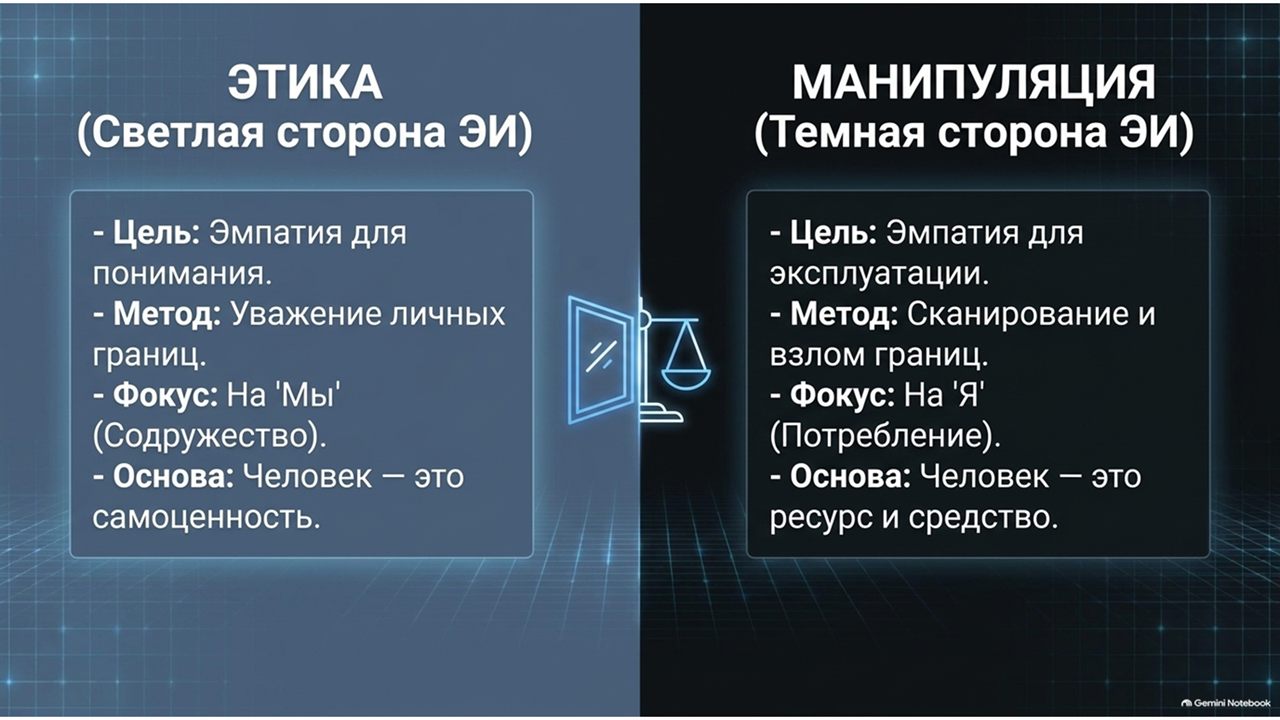 ЭТИКА
(Светлая сторона ЭИ)
- Цель: Эмпатия для
понимания.
- Метод: Уважение личных
границ.
- Фокус: На 'Мы'
(Содружество).
- Основа: Человек — это
самоценность.
МАНИПУЛЯЦИЯ
(Темная сторона ЭИ)
- Цель: Эмпатия для
эксплуатации.
- Метод: Сканирование и
взлом границ.
- Фокус: На 'Я'
(Потребление).
- Основа: Человек — это
ресурс и средство.
Gemini Notebook